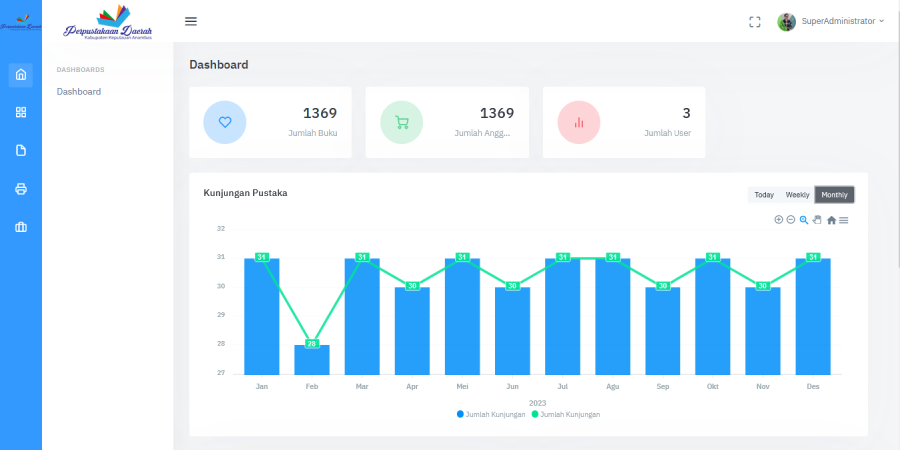 Perpustakaan Daerah
Kabupaten Kepulauan Anambas
SuperAdministrator
DASHBOARDS
Dashboard
Dashboard
1369
Jumlah Buku
1369
Jumlah Angg...
3
Jumlah User
Kunjungan Pustaka
Today Weekly Monthly
32
31
30
29
28
27
31 28 31 30 31 30 31 31 30 31 30 31
Jan Feb Mar Apr Mei Jun Jul Agu Sep Okt Nov Des
2023
Jumlah Kunjungan Jumlah Kunjungan